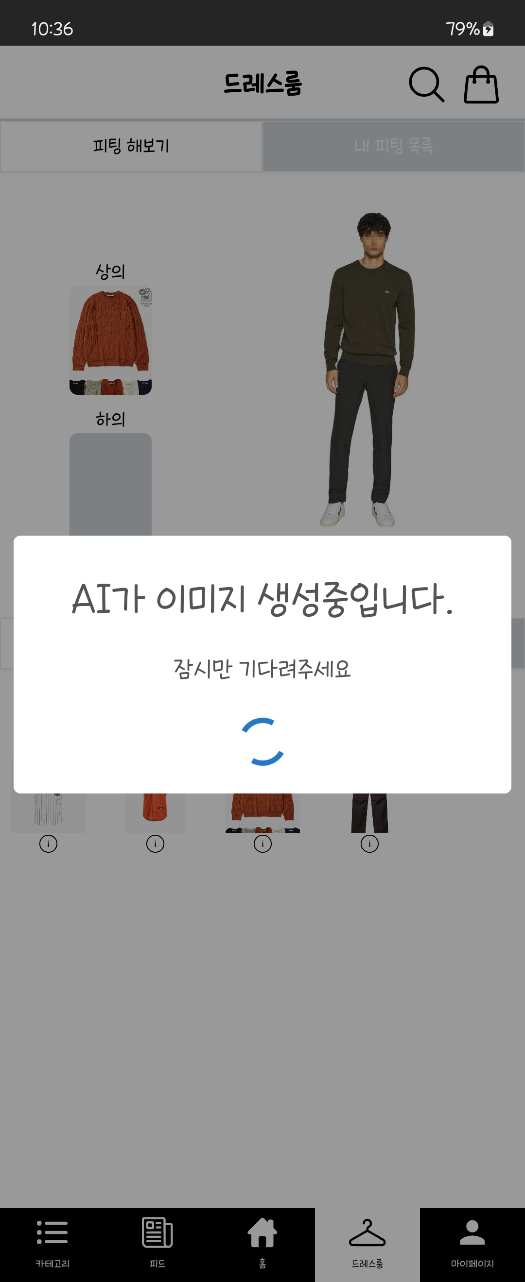 10:36
79%
드레스룸
피팅 해보기
내 피팅 목록
상의
하의
AI가 이미지 생성중입니다.
잠시만 기다려주세요
i
i
i
i
카테고리
피드
홈
드레스룸
마이페이지